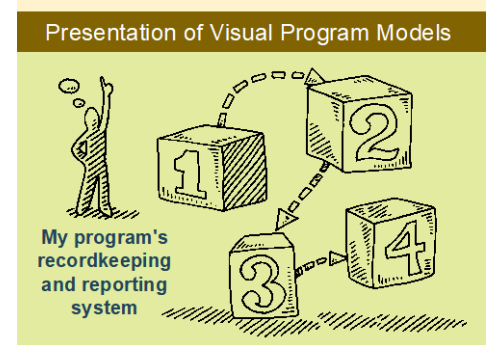 Presentation of Visual Program Models
1
2
3
4
My program's
recordkeeping
and reporting
system